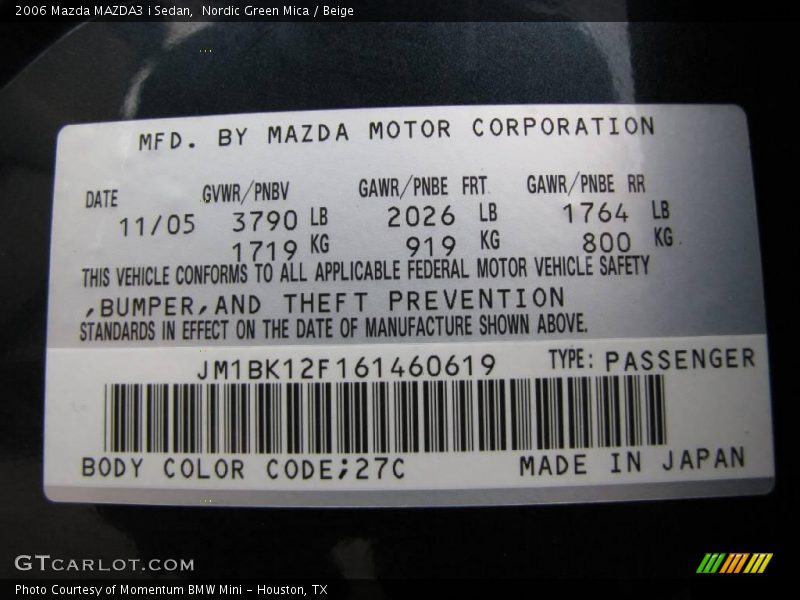 2006 Mazda MAZDA3 i Sedan,  Nordic Green Mica / Beige
MFD. BY MAZDA MOTOR CORPORATION
DATE GVWR/PNBV GAWR/PNBE FRT GAWR/PNBE RR
11/05 3790 LB 2026 LB 1764 LB
1719 KG 919 KG 800 KG
THIS VEHICLE CONFORMS TO ALL APPLICABLE FEDERAL MOTOR VEHICLE SAFETY
,BUMPER,AND THEFT PREVENTION
STANDARDS IN EFFECT ON THE DATE OF MANUFACTURE SHOWN ABOVE.
JM1BK12F161460619 TYPE: PASSENGER
BODY COLOR CODE;27C MADE IN JAPAN
GTCARLOT.COM
Photo Courtesy of Momentum BMW Mini - Houston, TX